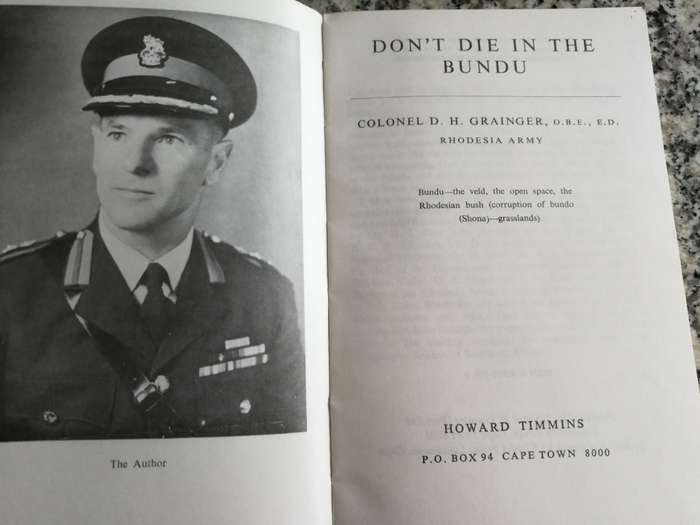 The Author
DON'T DIE IN THE
BUNDU
COLONEL D. H. GRAINGER, O.B.E., E.D.
RHODESIA ARMY
Bundu—the veld, the open space, the
Rhodesian bush (corruption of bundo
(Shona)—grasslands)
HOWARD TIMMINS
P.O. BOX 94 CAPE TOWN 8000